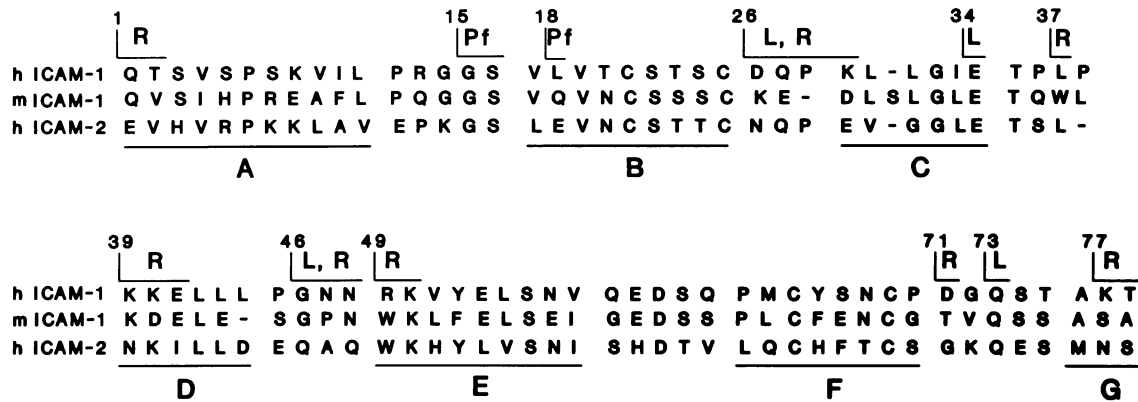 1 15 18 26 34 37
R Pf Pf L, R L R
h ICAM-1 Q T S V S P S K V I L P R G G S V L V T C S T S C D Q P K L - L G I E T P L P
m ICAM-1 Q V S I H P R E A F L P Q G G S V Q V N C S S S C K E - D L S L G L E T Q W L
h ICAM-2 E V H V R P K K L A V E P K G S L E V N C S T T C N Q P E V - G G L E T S L -
A B C
39 46 49 71 73 77
R L, R R R L R
h ICAM-1 K K E L L L P G N N R K V Y E L S N V Q E D S Q P M C Y S N C P D G Q S T A K T
m ICAM-1 K D E L E - S G P N W K L F E L S E I G E D S S P L C F E N C G T V Q S S A S A
h ICAM-2 N K I L L D E Q A Q W K H Y L V S N I S H D T V L Q C H F T C S G K Q E S M N S
D E F G